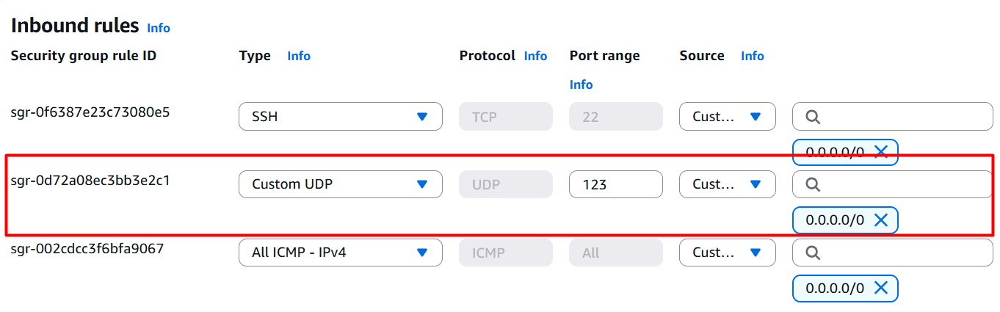 Inbound rules Info
Security group rule ID Type Info Protocol Info Port range Source Info
Info
sgr-0f6387e23c73080e5 SSH TCP 22 Cust...
0.0.0.0/0
sgr-0d72a08ec3bb3e2c1 Custom UDP UDP 123 Cust...
0.0.0.0/0
sgr-002cdcc3f6bfa9067 All ICMP - IPv4 ICMP All Cust...
0.0.0.0/0